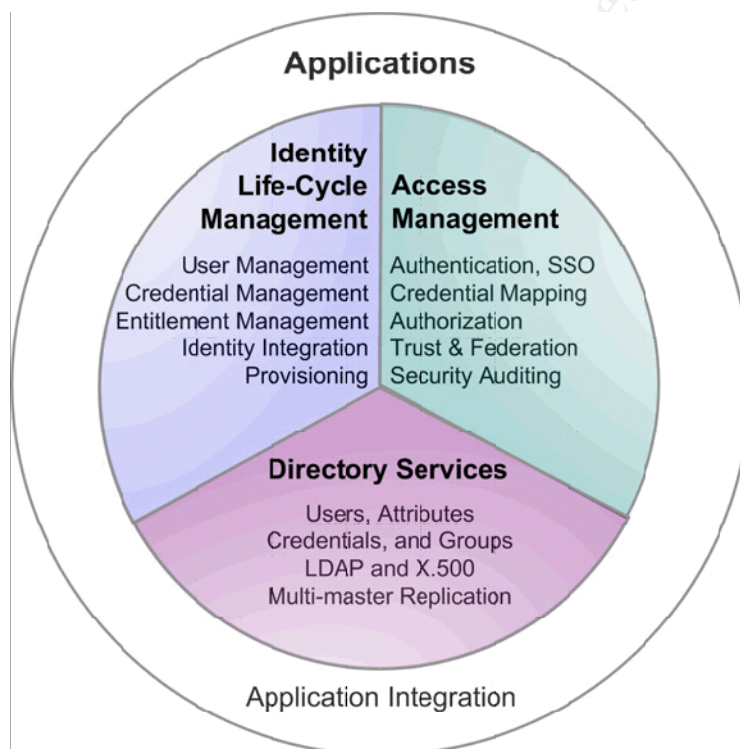 Applications
Identity
Life-Cycle
Management
User Management
Credential Management
Entitlement Management
Identity Integration
Provisioning
Access
Management
Authentication, SSO
Credential Mapping
Authorization
Trust & Federation
Security Auditing
Directory Services
Users, Attributes
Credentials, and Groups
LDAP and X.500
Multi-master Replication
Application Integration